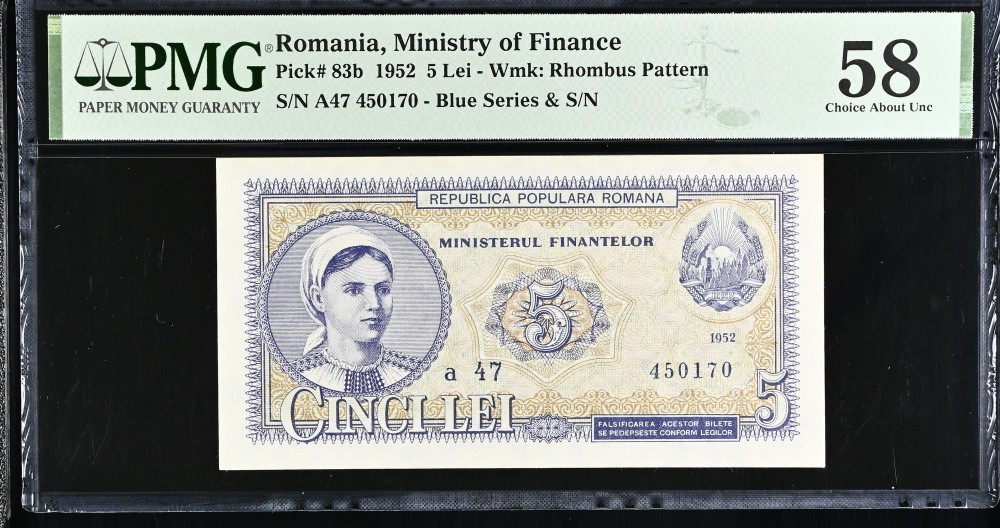 PMG®
PAPER MONEY GUARANTY
Romania, Ministry of Finance
Pick# 83b 1952 5 Lei - Wmk: Rhombus Pattern
S/N A47 450170 - Blue Series & S/N
58
Choice About Unc
REPUBLICA POPULARA ROMANA
MINISTERUL FINANTELOR
5
1952
a 47
450170
CINCI LEI
5
FALSIFICAREA ACESTOR BILETE
SE PEDEPSESTE CONFORM LEGILOR